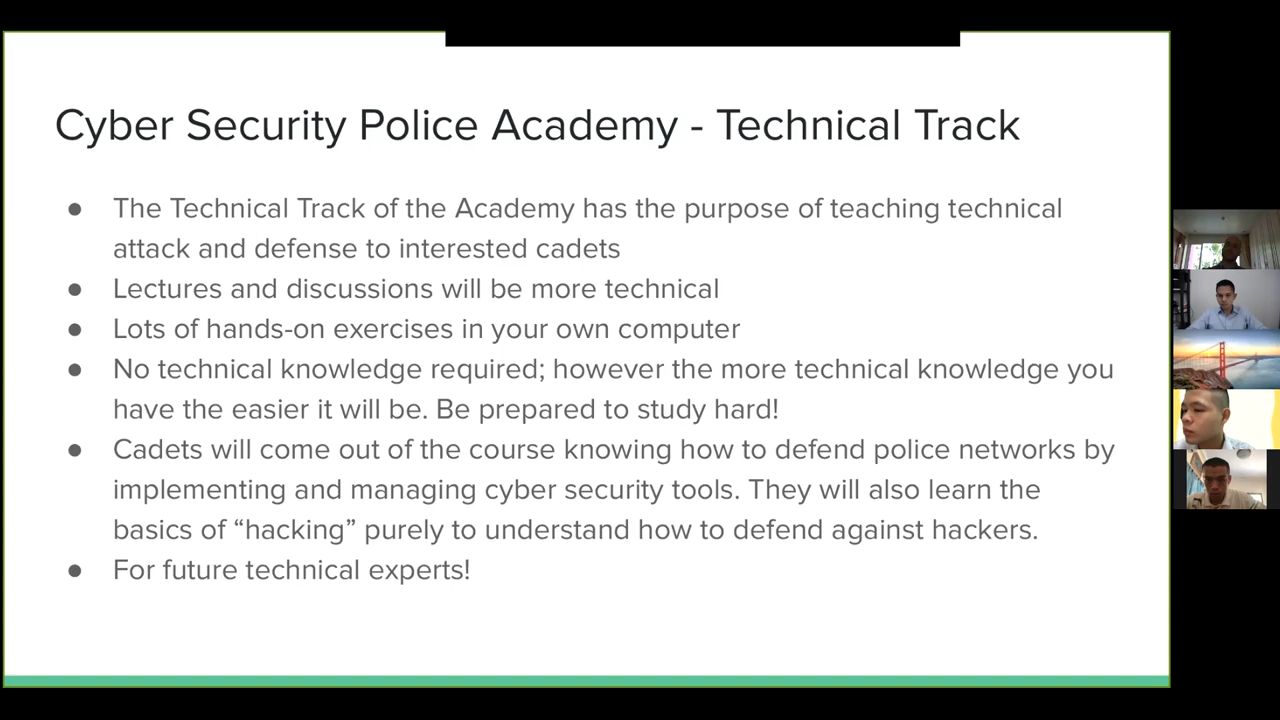 Cyber Security Police Academy - Technical Track
● The Technical Track of the Academy has the purpose of teaching technical
attack and defense to interested cadets
● Lectures and discussions will be more technical
● Lots of hands-on exercises in your own computer
● No technical knowledge required; however the more technical knowledge you
have the easier it will be. Be prepared to study hard!
● Cadets will come out of the course knowing how to defend police networks by
implementing and managing cyber security tools. They will also learn the
basics of “hacking” purely to understand how to defend against hackers.
● For future technical experts!